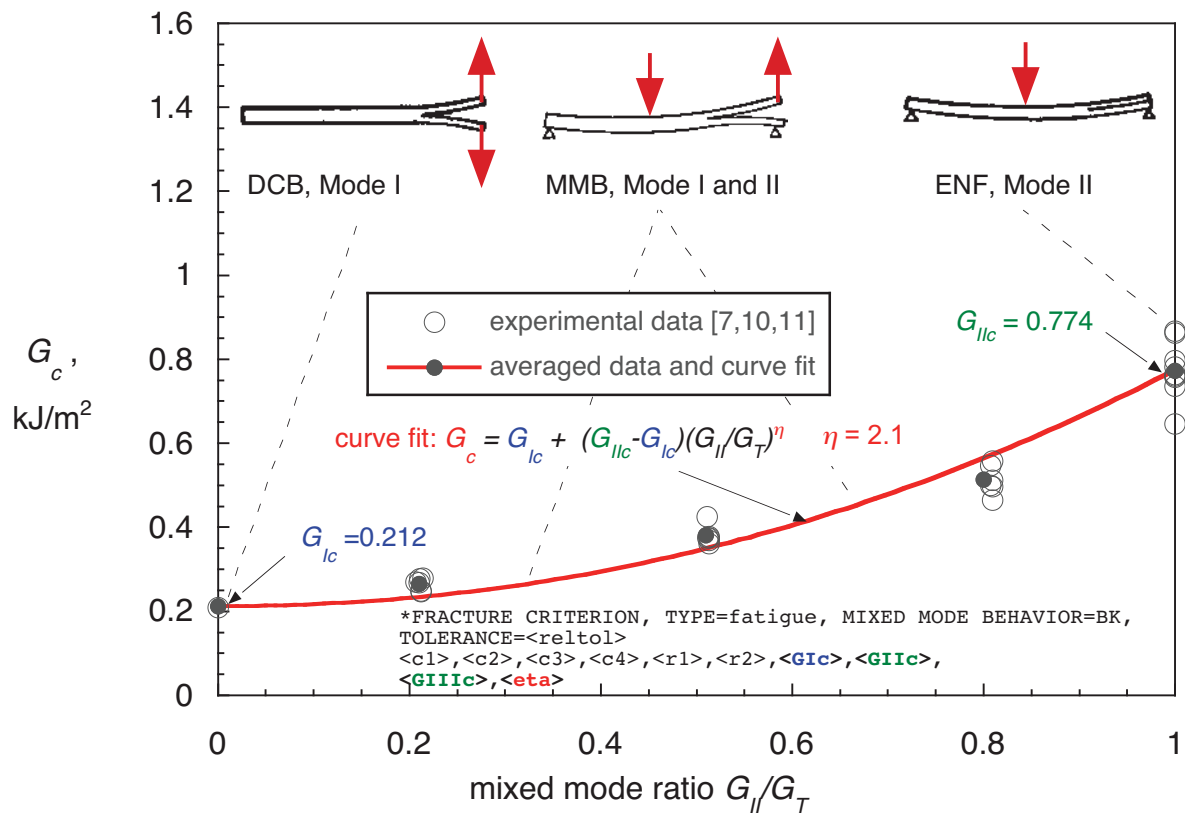 1.6
1.4
1.2
1
0.8
0.6
0.4
0.2
0
G_c,
kJ/m²
DCB, Mode I
MMB, Mode I and II
ENF, Mode II
experimental data [7,10,11]
averaged data and curve fit
G_IIc = 0.774
curve fit: G_c = G_Ic + (G_IIc-G_Ic)(G_II/G_T)^η η = 2.1
G_Ic =0.212
*FRACTURE CRITERION, TYPE=fatigue, MIXED MODE BEHAVIOR=BK,
TOLERANCE=<reltol>
<c1>,<c2>,<c3>,<c4>,<r1>,<r2>,<GIc>,<GIIc>,
<GIIIc>,<eta>
0 0.2 0.4 0.6 0.8 1
mixed mode ratio G_II/G_T